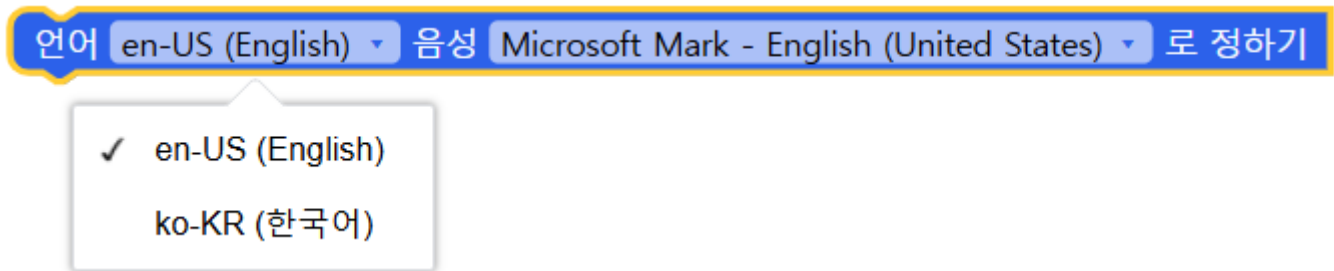 언어 en-US (English) 음성 Microsoft Mark - English (United States) 로 정하기
✓ en-US (English)
ko-KR (한국어)